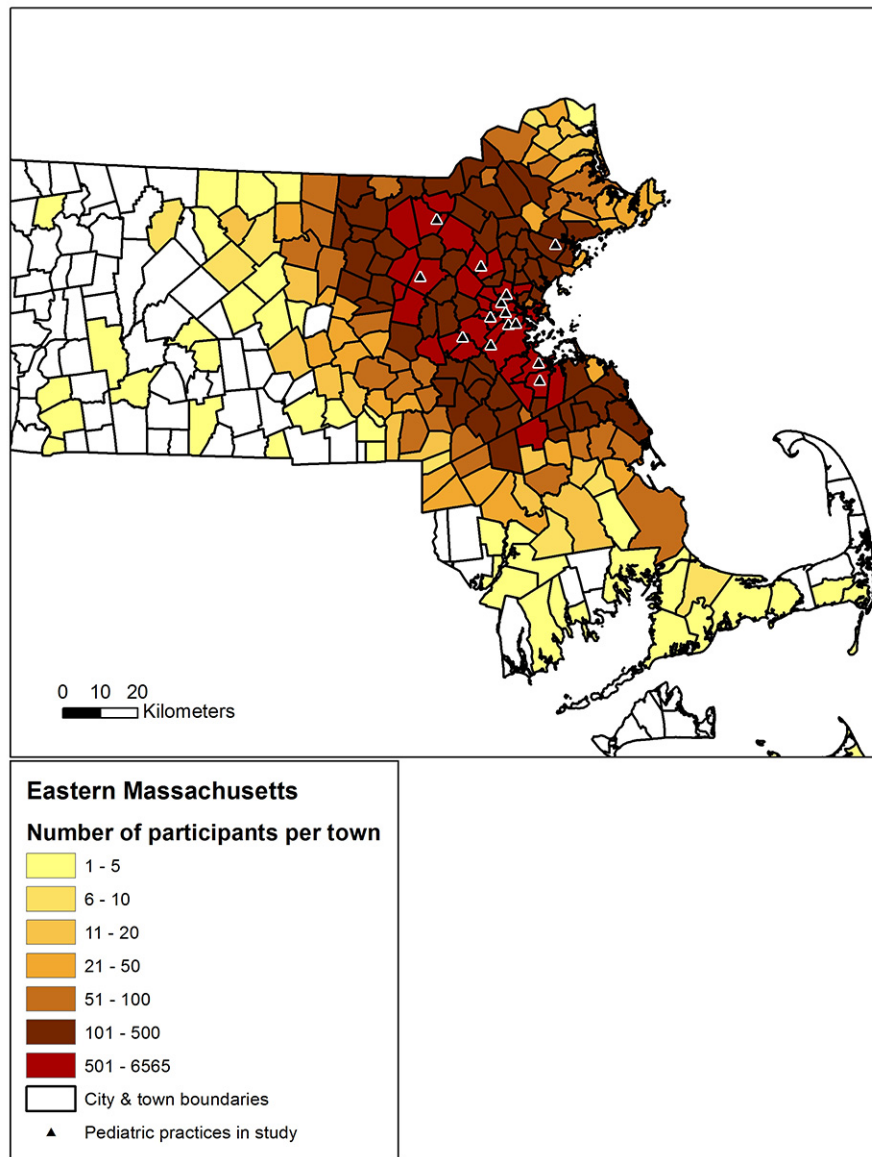 0 10 20
Kilometers
Eastern Massachusetts
Number of participants per town
1 - 5
6 - 10
11 - 20
21 - 50
51 - 100
101 - 500
501 - 6565
City & town boundaries
Pediatric practices in study